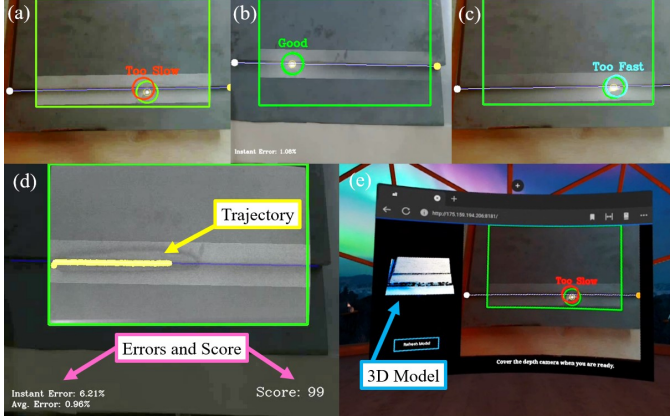 (a)
Too Slow
(b)
Good
Instant Error: 1.08%
(c)
Too Fast
(d)
Trajectory
Errors and Score
Instant Error: 6.21%
Avg. Error: 0.96%
Score: 99
(e)
Too Slow
Refresh Model
3D Model
Cover the depth camera when you are ready.